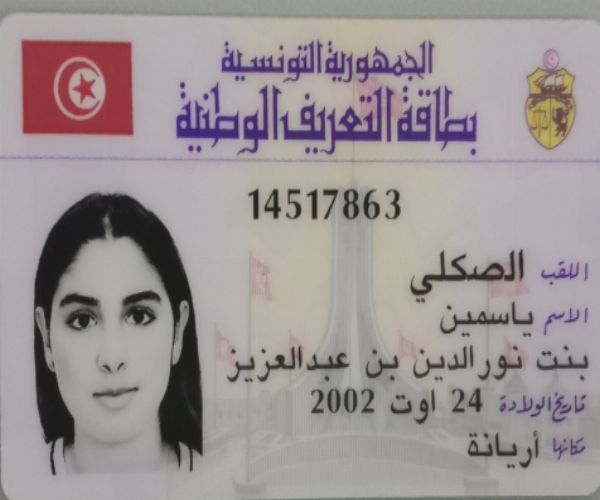 الجمهورية التونسية
بطاقة التعريف الوطنية
14517863
اللقب الصكلي
الاسم ياسمين
بنت نورالدين بن عبدالعزيز
تاريخ الولادة 24 اوت 2002
مكانها أريانة